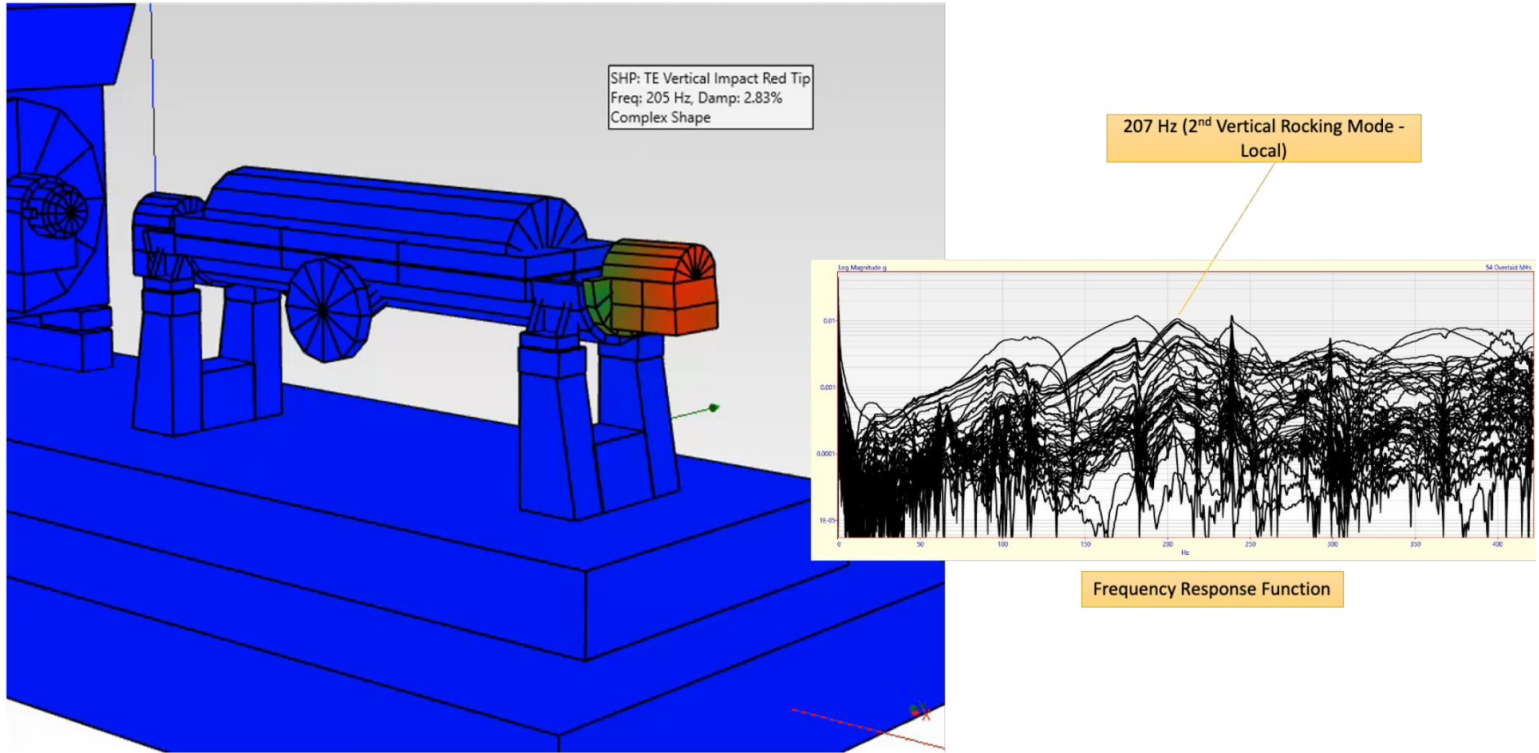 SHP: TE Vertical Impact Red Tip
Freq: 205 Hz, Damp: 2.83%
Complex Shape
207 Hz (2nd Vertical Rocking Mode -
Local)
Log Magnitude g
54 Overlaid M#s
0.01
0.001
0.0001
1E-05
0 50 100 150 200 250 300 350 400
Hz
Frequency Response Function
X